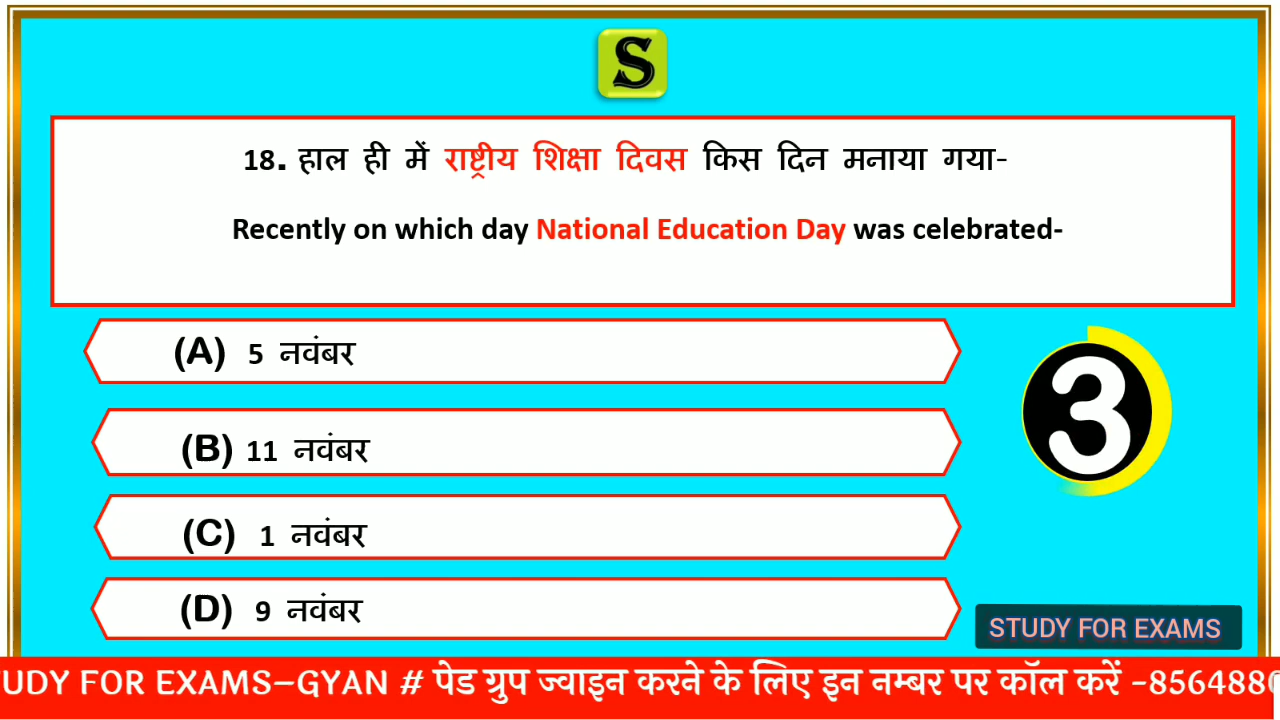 S
18. हाल ही में राष्ट्रीय शिक्षा दिवस किस दिन मनाया गया-
Recently on which day National Education Day was celebrated-
(A) 5 नवंबर
(B) 11 नवंबर
(C) 1 नवंबर
(D) 9 नवंबर
3
STUDY FOR EXAMS
UDY FOR EXAMS–GYAN # पेड ग्रुप ज्वाइन करने के लिए इन नम्बर पर कॉल करें -856488